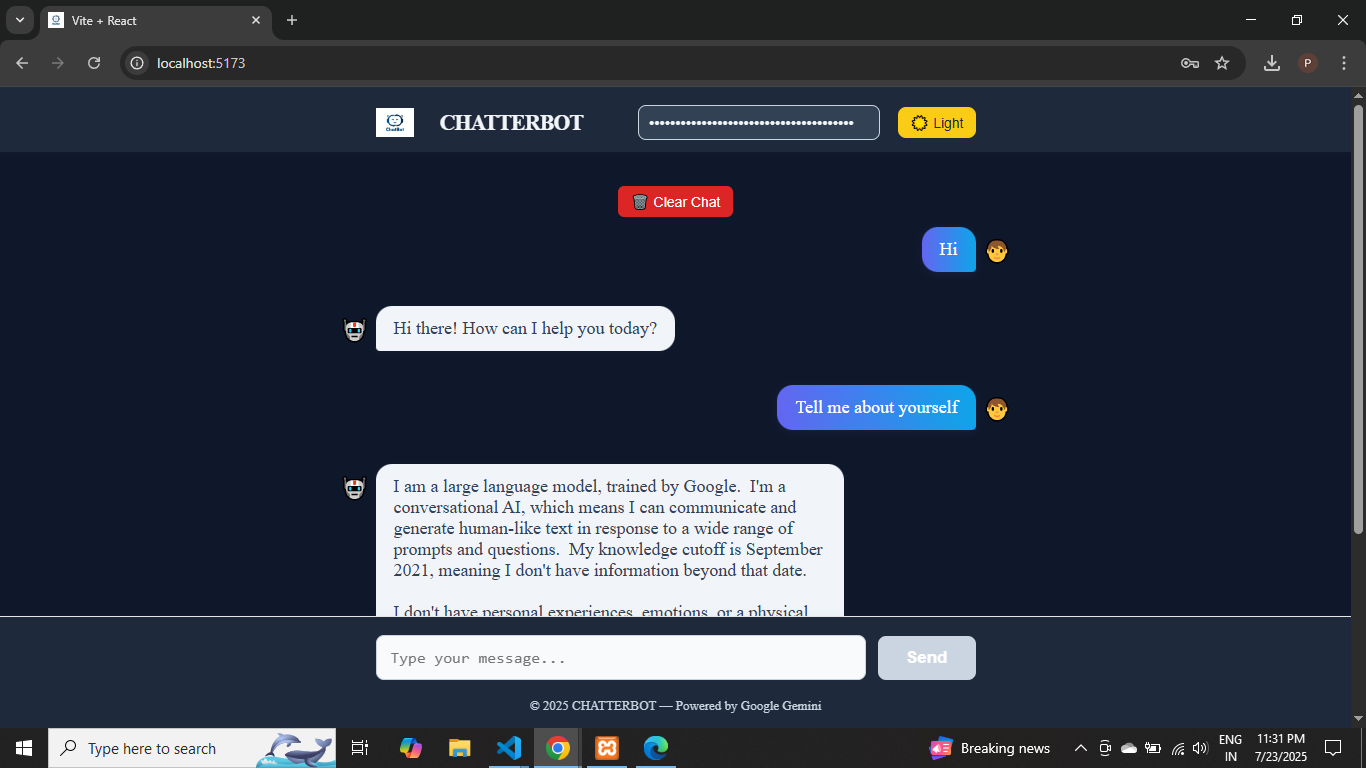 Vite + React
localhost:5173
P
ChatBot
CHATTERBOT
••••••••••••••••••••••••••••••••••••••••
Light
Clear Chat
Hi
Hi there! How can I help you today?
Tell me about yourself
I am a large language model, trained by Google. I'm a
conversational AI, which means I can communicate and
generate human-like text in response to a wide range of
prompts and questions. My knowledge cutoff is September
2021, meaning I don't have information beyond that date.
I don't have personal experiences, emotions, or a physical
Type your message...
Send
© 2025 CHATTERBOT — Powered by Google Gemini
Type here to search
Breaking news
ENG
IN
11:31 PM
7/23/2025